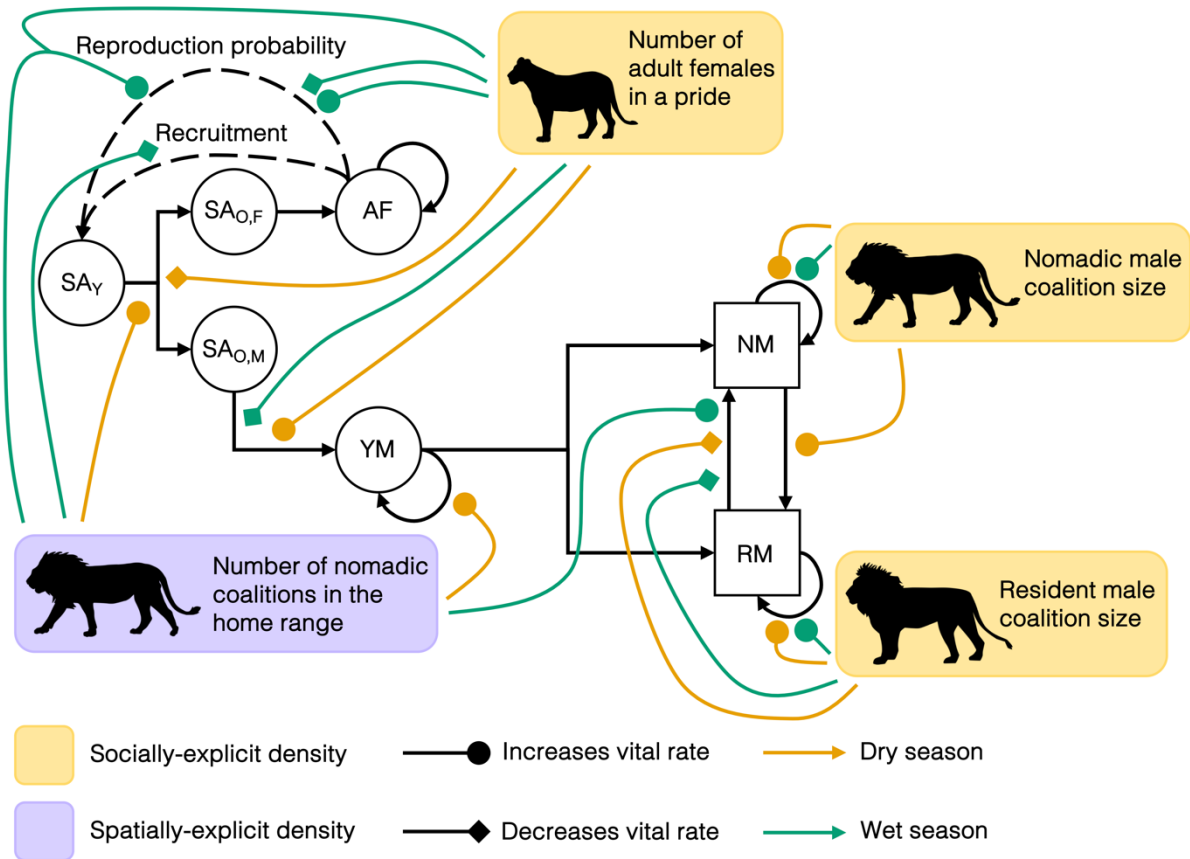 Reproduction probability
Recruitment
Number of
adult females
in a pride
SA_O,F
AF
SA_Y
SA_O,M
YM
NM
RM
Nomadic male
coalition size
Number of nomadic
coalitions in the
home range
Resident male
coalition size
Socially-explicit density
Increases vital rate
Dry season
Spatially-explicit density
Decreases vital rate
Wet season